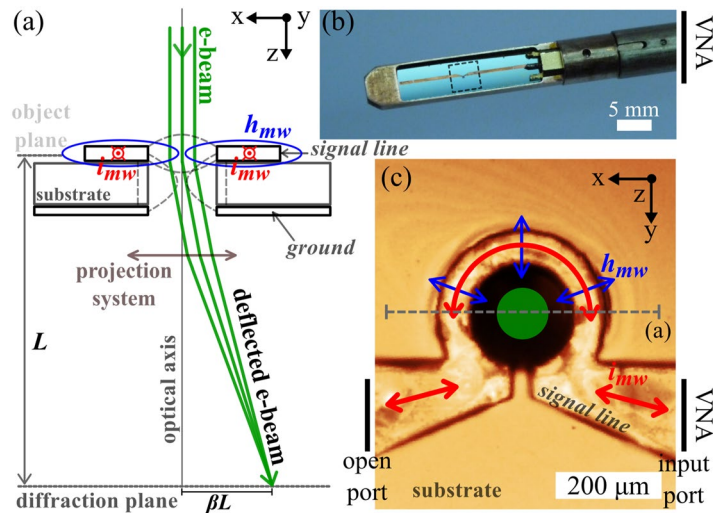 (a)
x
y
z
e-beam
object
plane
h_mw
signal line
i_mw
i_mw
substrate
ground
projection
system
L
optical axis
deflected e-beam
diffraction plane
βL
(b)
VNA
5 mm
(c)
x
z
y
h_mw
(a)
i_mw
signal line
VNA
open
port
substrate
200 μm
input
port